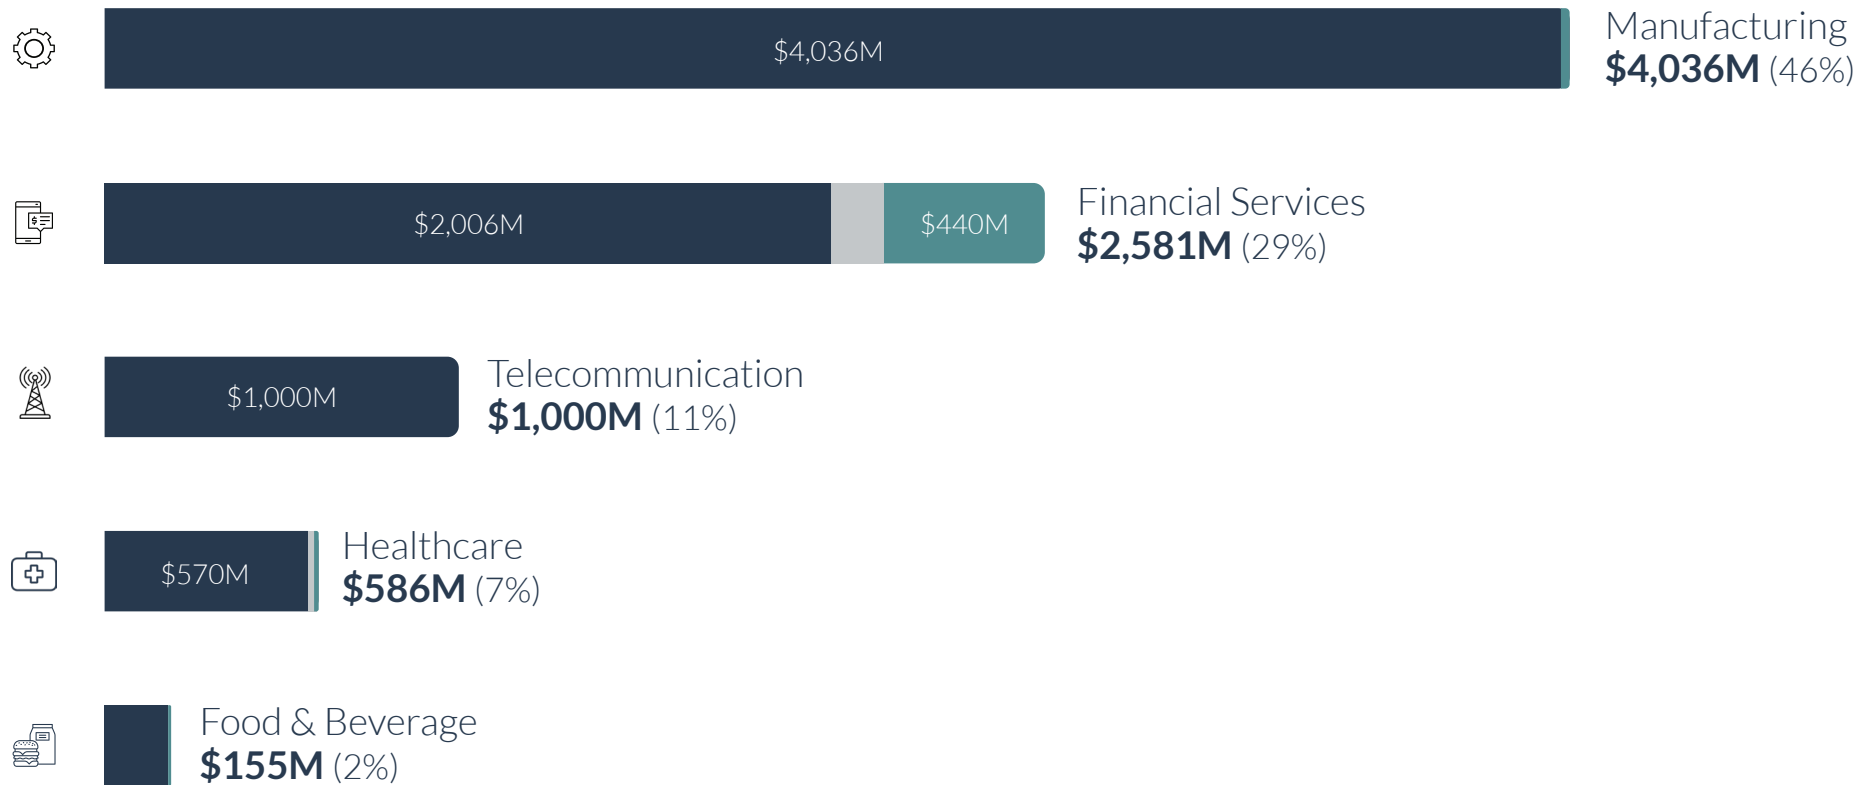 $4,036M
Manufacturing
$4,036M (46%)
$2,006M
$440M
Financial Services
$2,581M (29%)
$1,000M
Telecommunication
$1,000M (11%)
$570M
Healthcare
$586M (7%)
Food & Beverage
$155M (2%)